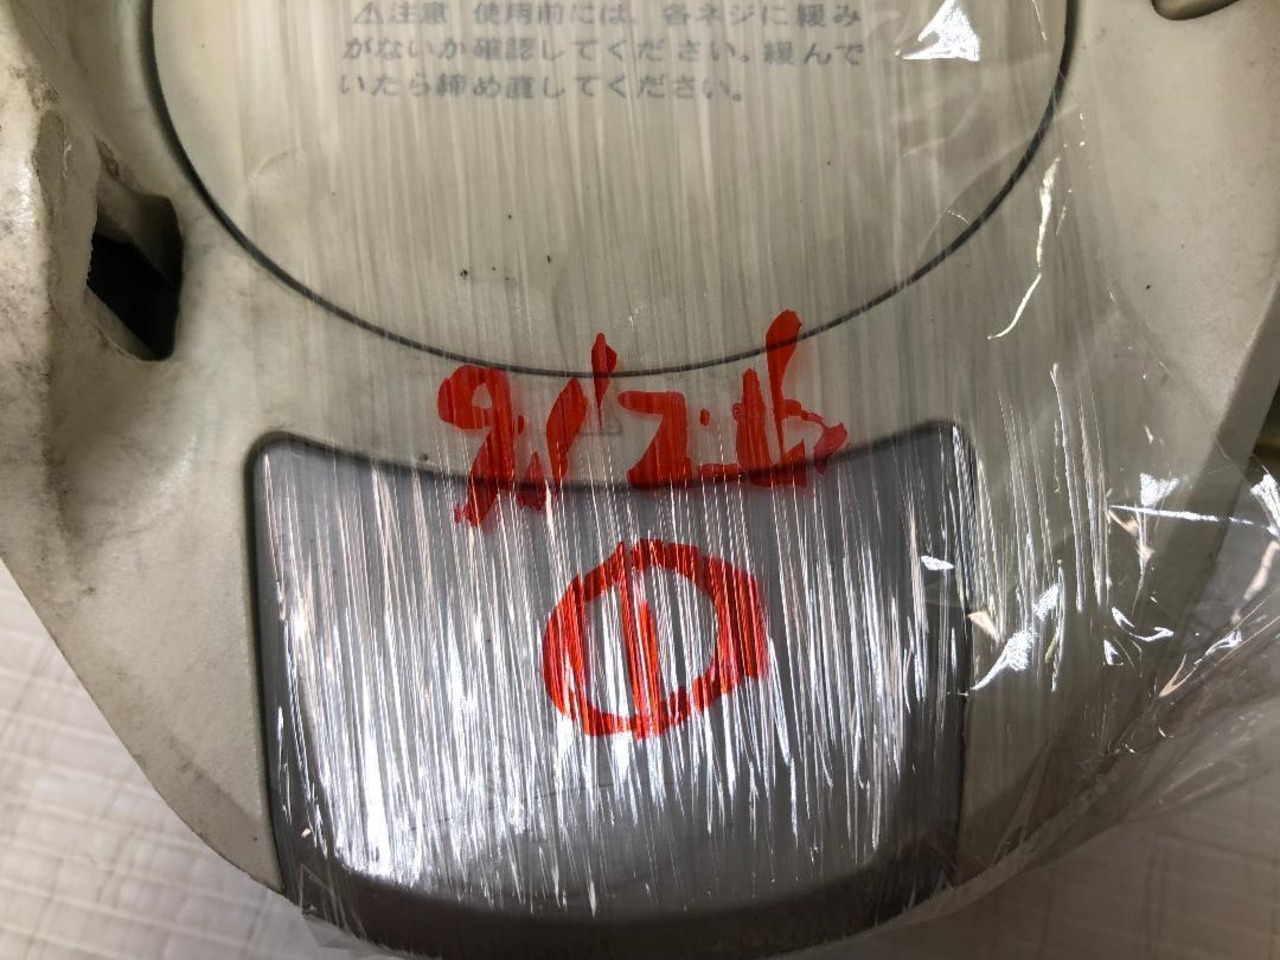 ⚠注意 使用前には、各ネジに緩み
がないか確認してください。緩んで
いたら締め直してください。
①